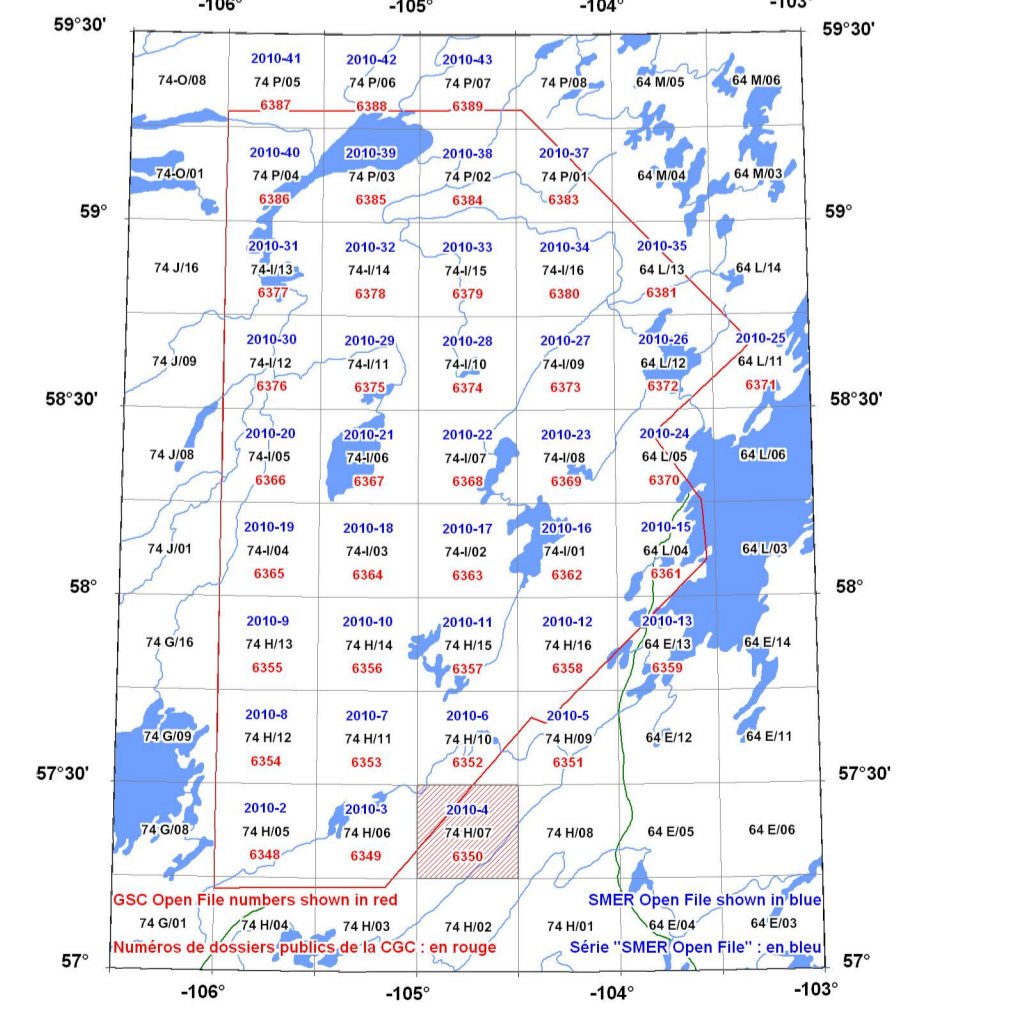 -106° -105° -104° -103°
59°30' 59°30'
2010-41 2010-42 2010-43
74-O/08 74 P/05 74 P/06 74 P/07 74 P/08 64 M/05 64 M/06
6387 6388 6389
2010-40 2010-39 2010-38 2010-37
74-O/01 74 P/04 74 P/03 74 P/02 74 P/01 64 M/04 64 M/03
6386 6385 6384 6383
59° 59°
2010-31 2010-32 2010-33 2010-34 2010-35
74 J/16 74-I/13 74-I/14 74-I/15 74-I/16 64 L/13 64 L/14
6377 6378 6379 6380 6381
2010-30 2010-29 2010-28 2010-27 2010-26 2010-25
74 J/09 74-I/12 74-I/11 74-I/10 74-I/09 64 L/12 64 L/11
6376 6375 6374 6373 6372 6371
58°30' 58°30'
2010-20 2010-21 2010-22 2010-23 2010-24
74 J/08 74-I/05 74-I/06 74-I/07 74-I/08 64 L/05 64 L/06
6366 6367 6368 6369 6370
2010-19 2010-18 2010-17 2010-16 2010-15
74 J/01 74-I/04 74-I/03 74-I/02 74-I/01 64 L/04 64 L/03
6365 6364 6363 6362 6361
58° 58°
2010-9 2010-10 2010-11 2010-12 2010-13
74 G/16 74 H/13 74 H/14 74 H/15 74 H/16 64 E/13 64 E/14
6355 6356 6357 6358 6359
2010-8 2010-7 2010-6 2010-5
74 G/09 74 H/12 74 H/11 74 H/10 74 H/09 64 E/12 64 E/11
6354 6353 6352 6351
57°30' 57°30'
2010-2 2010-3 2010-4
74 G/08 74 H/05 74 H/06 74 H/07 74 H/08 64 E/05 64 E/06
6348 6349 6350
GSC Open File numbers shown in red SMER Open File shown in blue
74 G/01 74 H/04 74 H/03 74 H/02 74 H/01 64 E/04 64 E/03
Numéros de dossiers publics de la CGC : en rouge Série "SMER Open File" : en bleu
57° 57°
-106° -105° -104° -103°